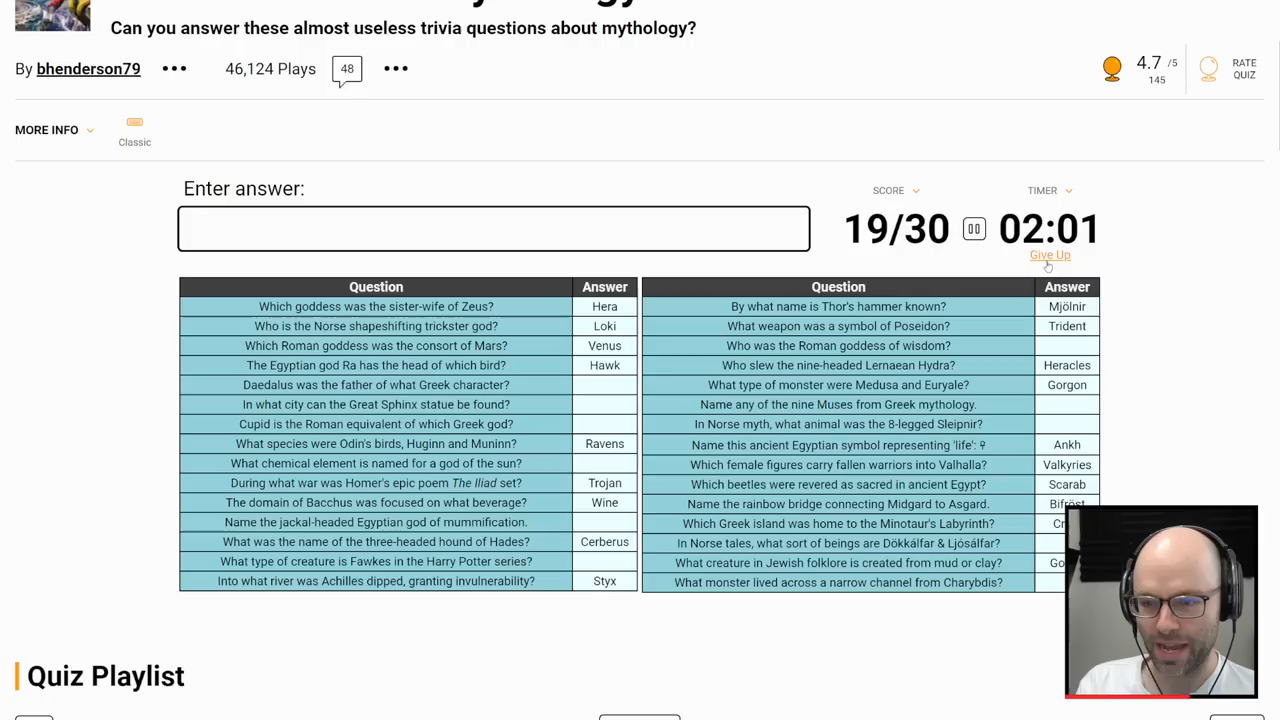 Can you answer these almost useless trivia questions about mythology?
By bhenderson79 ••• 46,124 Plays 48 •••
4.7 /5
145
RATE QUIZ
MORE INFO
Classic
Enter answer:
SCORE
TIMER
19/30
02:01
Give Up
Question Answer
Which goddess was the sister-wife of Zeus? Hera
Who is the Norse shapeshifting trickster god? Loki
Which Roman goddess was the consort of Mars? Venus
The Egyptian god Ra has the head of which bird? Hawk
Daedalus was the father of what Greek character?
In what city can the Great Sphinx statue be found?
Cupid is the Roman equivalent of which Greek god?
What species were Odin's birds, Huginn and Muninn? Ravens
What chemical element is named for a god of the sun?
During what war was Homer's epic poem The Iliad set? Trojan
The domain of Bacchus was focused on what beverage? Wine
Name the jackal-headed Egyptian god of mummification.
What was the name of the three-headed hound of Hades? Cerberus
What type of creature is Fawkes in the Harry Potter series?
Into what river was Achilles dipped, granting invulnerability? Styx
Question Answer
By what name is Thor's hammer known? Mjölnir
What weapon was a symbol of Poseidon? Trident
Who was the Roman goddess of wisdom?
Who slew the nine-headed Lernaean Hydra? Heracles
What type of monster were Medusa and Euryale? Gorgon
Name any of the nine Muses from Greek mythology.
In Norse myth, what animal was the 8-legged Sleipnir?
Name this ancient Egyptian symbol representing 'life': ♀ Ankh
Which female figures carry fallen warriors into Valhalla? Valkyries
Which beetles were revered as sacred in ancient Egypt? Scarab
Name the rainbow bridge connecting Midgard to Asgard. Bifröst
Which Greek island was home to the Minotaur's Labyrinth? Cr
In Norse tales, what sort of beings are Dökkálfar & Ljósálfar?
What creature in Jewish folklore is created from mud or clay? Go
What monster lived across a narrow channel from Charybdis?
Quiz Playlist